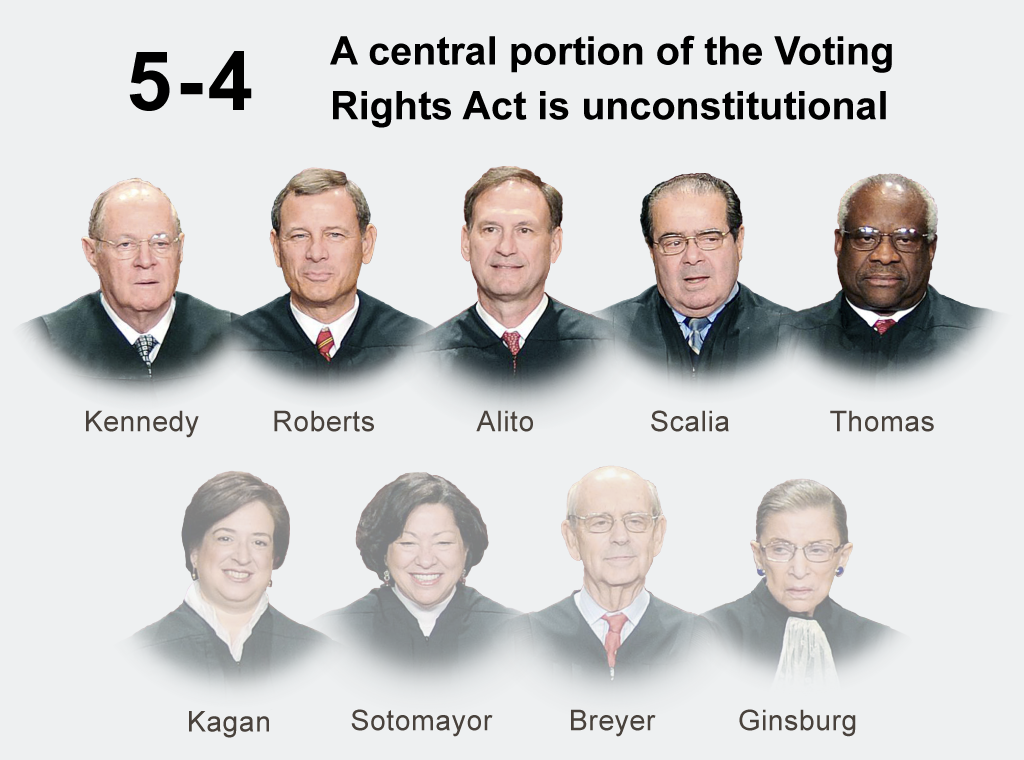 5-4
A central portion of the Voting
Rights Act is unconstitutional
Kennedy
Roberts
Alito
Scalia
Thomas
Kagan
Sotomayor
Breyer
Ginsburg